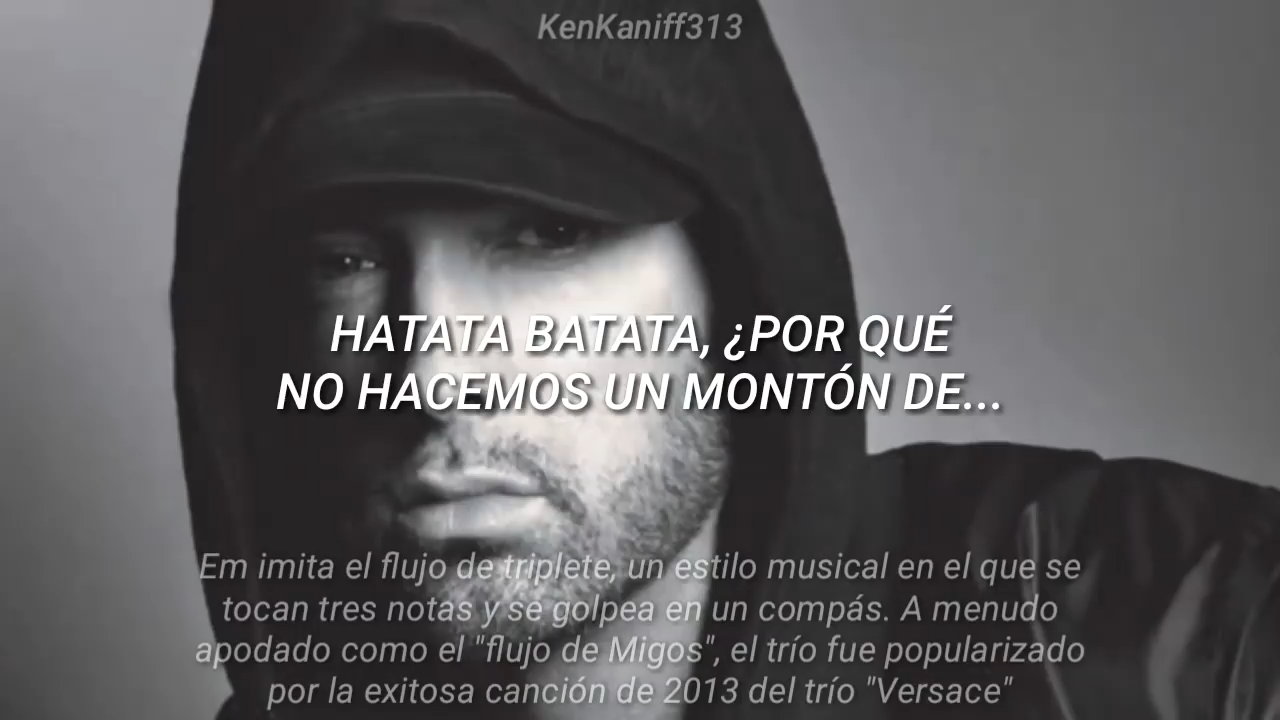 KenKaniff313
HATATA BATATA, ¿POR QUÉ
NO HACEMOS UN MONTÓN DE...
Em imita el flujo de triplete, un estilo musical en el que se
tocan tres notas y se golpea en un compás. A menudo
apodado como el "flujo de Migos", el trío fue popularizado
por la exitosa canción de 2013 del trío "Versace"